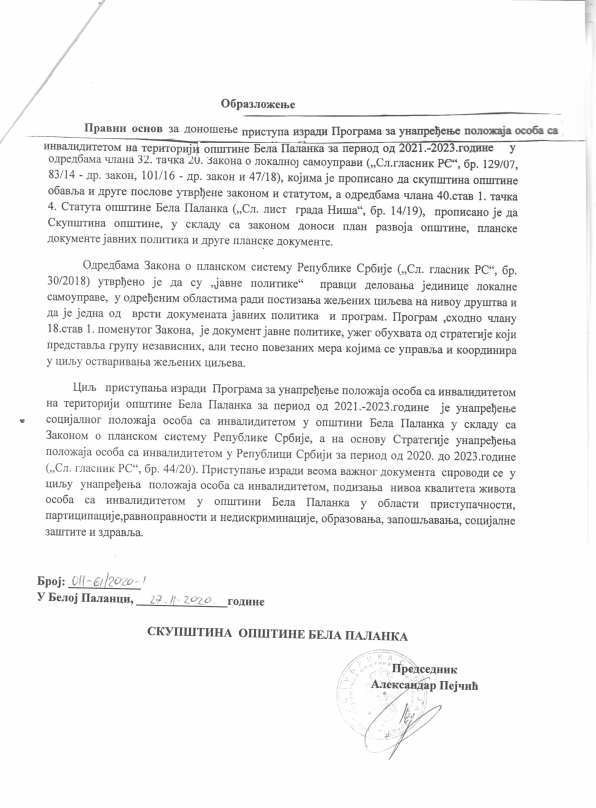 Образложење
Правни основ за доношење приступа изради Програма за унапређење положаја особа са
инвалидитетом на територији општине Бела Паланка за период од 2021.-2023.године у
одредбама члана 32. тачка 20. Закона о локалној самоуправи („Сл.гласник РС“, бр. 129/07,
83/14 - др. закон, 101/16 - др. закон и 47/18), којима је прописано да скупштина општине
обавља и друге послове утврђене законом и статутом, а одредбама члана 40.став 1. тачка
4. Статута општине Бела Паланка („Сл. лист града Ниша“, бр. 14/19), прописано је да
Скупштина општине, у складу са законом доноси план развоја општине, планске
документе јавних политика и друге планске документе.
Одредбама Закона о планском систему Републике Србије („Сл. гласник РС“, бр.
30/2018) утврђено је да су „јавне политике“ правци деловања јединице локалне
самоуправе, у одређеним областима ради постизања жељених циљева на нивоу друштва и
да је једна од врсти докумената јавних политика и програм. Програм ,сходно члану
18.став 1. поменутог Закона, је документ јавне политике, ужег обухвата од стратегије који
представља групу независних, али тесно повезаних мера којима се управља и координира
у циљу остваривања жељених циљева.
Циљ приступања изради Програма за унапређење положаја особа са инвалидитетом
на територији општине Бела Паланка за период од 2021.-2023.године је унапређење
социјалног положаја особа са инвалидитетом у општини Бела Паланка у складу са
Законом о планском систему Републике Србије, а на основу Стратегије унапређења
положаја особа са инвалидитетом у Републици Србији за период од 2020. до 2023.године
(„Сл. гласник РС“, бр. 44/20). Приступање изради веома важног документа спроводи се у
циљу унапређења положаја особа са инвалидитетом, подизања нивоа квалитета живота
особа са инвалидитетом у општини Бела Паланка у области приступачности,
партиципације,равноправности и недискриминације, образовања, запошљавања, социјалне
заштите и здравља.
Број: 011-61/2020-1
У Белој Паланци, 27.11.2020 године
СКУПШТИНА ОПШТИНЕ БЕЛА ПАЛАНКА
Председник
Александар Пејчић